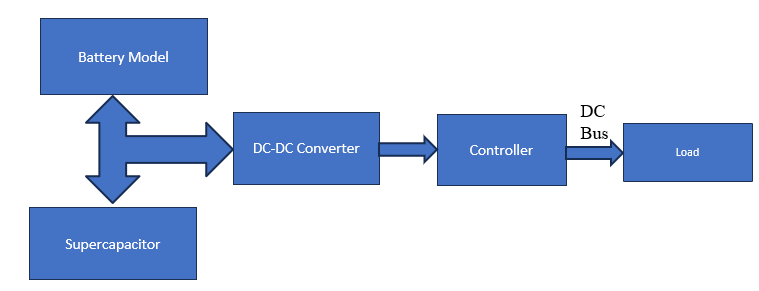 Battery Model
DC-DC Converter
Controller
DC
Bus
Load
Supercapacitor